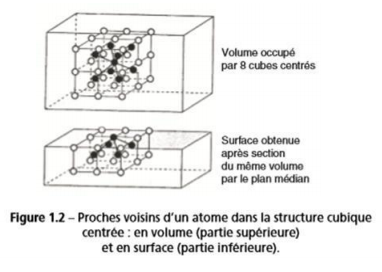 Volume occupé
par 8 cubes centrés
Surface obtenue
après section
du même volume
par le plan médian
Figure 1.2 – Proches voisins d'un atome dans la structure cubique
centrée : en volume (partie supérieure)
et en surface (partie inférieure).